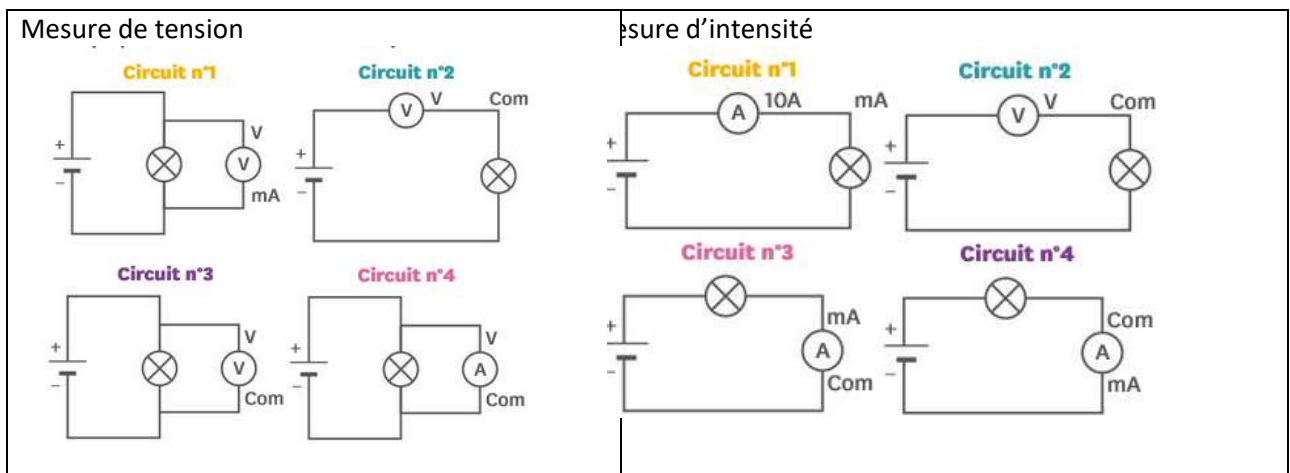 Mesure de tension
esure d'intensité
Circuit n°1
V
V
mA
+
−
Circuit n°2
V
V
Com
+
−
Circuit n°3
V
V
Com
+
−
Circuit n°4
V
A
Com
+
−
Circuit n°1
A
10A
mA
+
−
Circuit n°2
V
V
Com
+
−
Circuit n°3
mA
A
Com
+
−
Circuit n°4
Com
A
mA
+
−